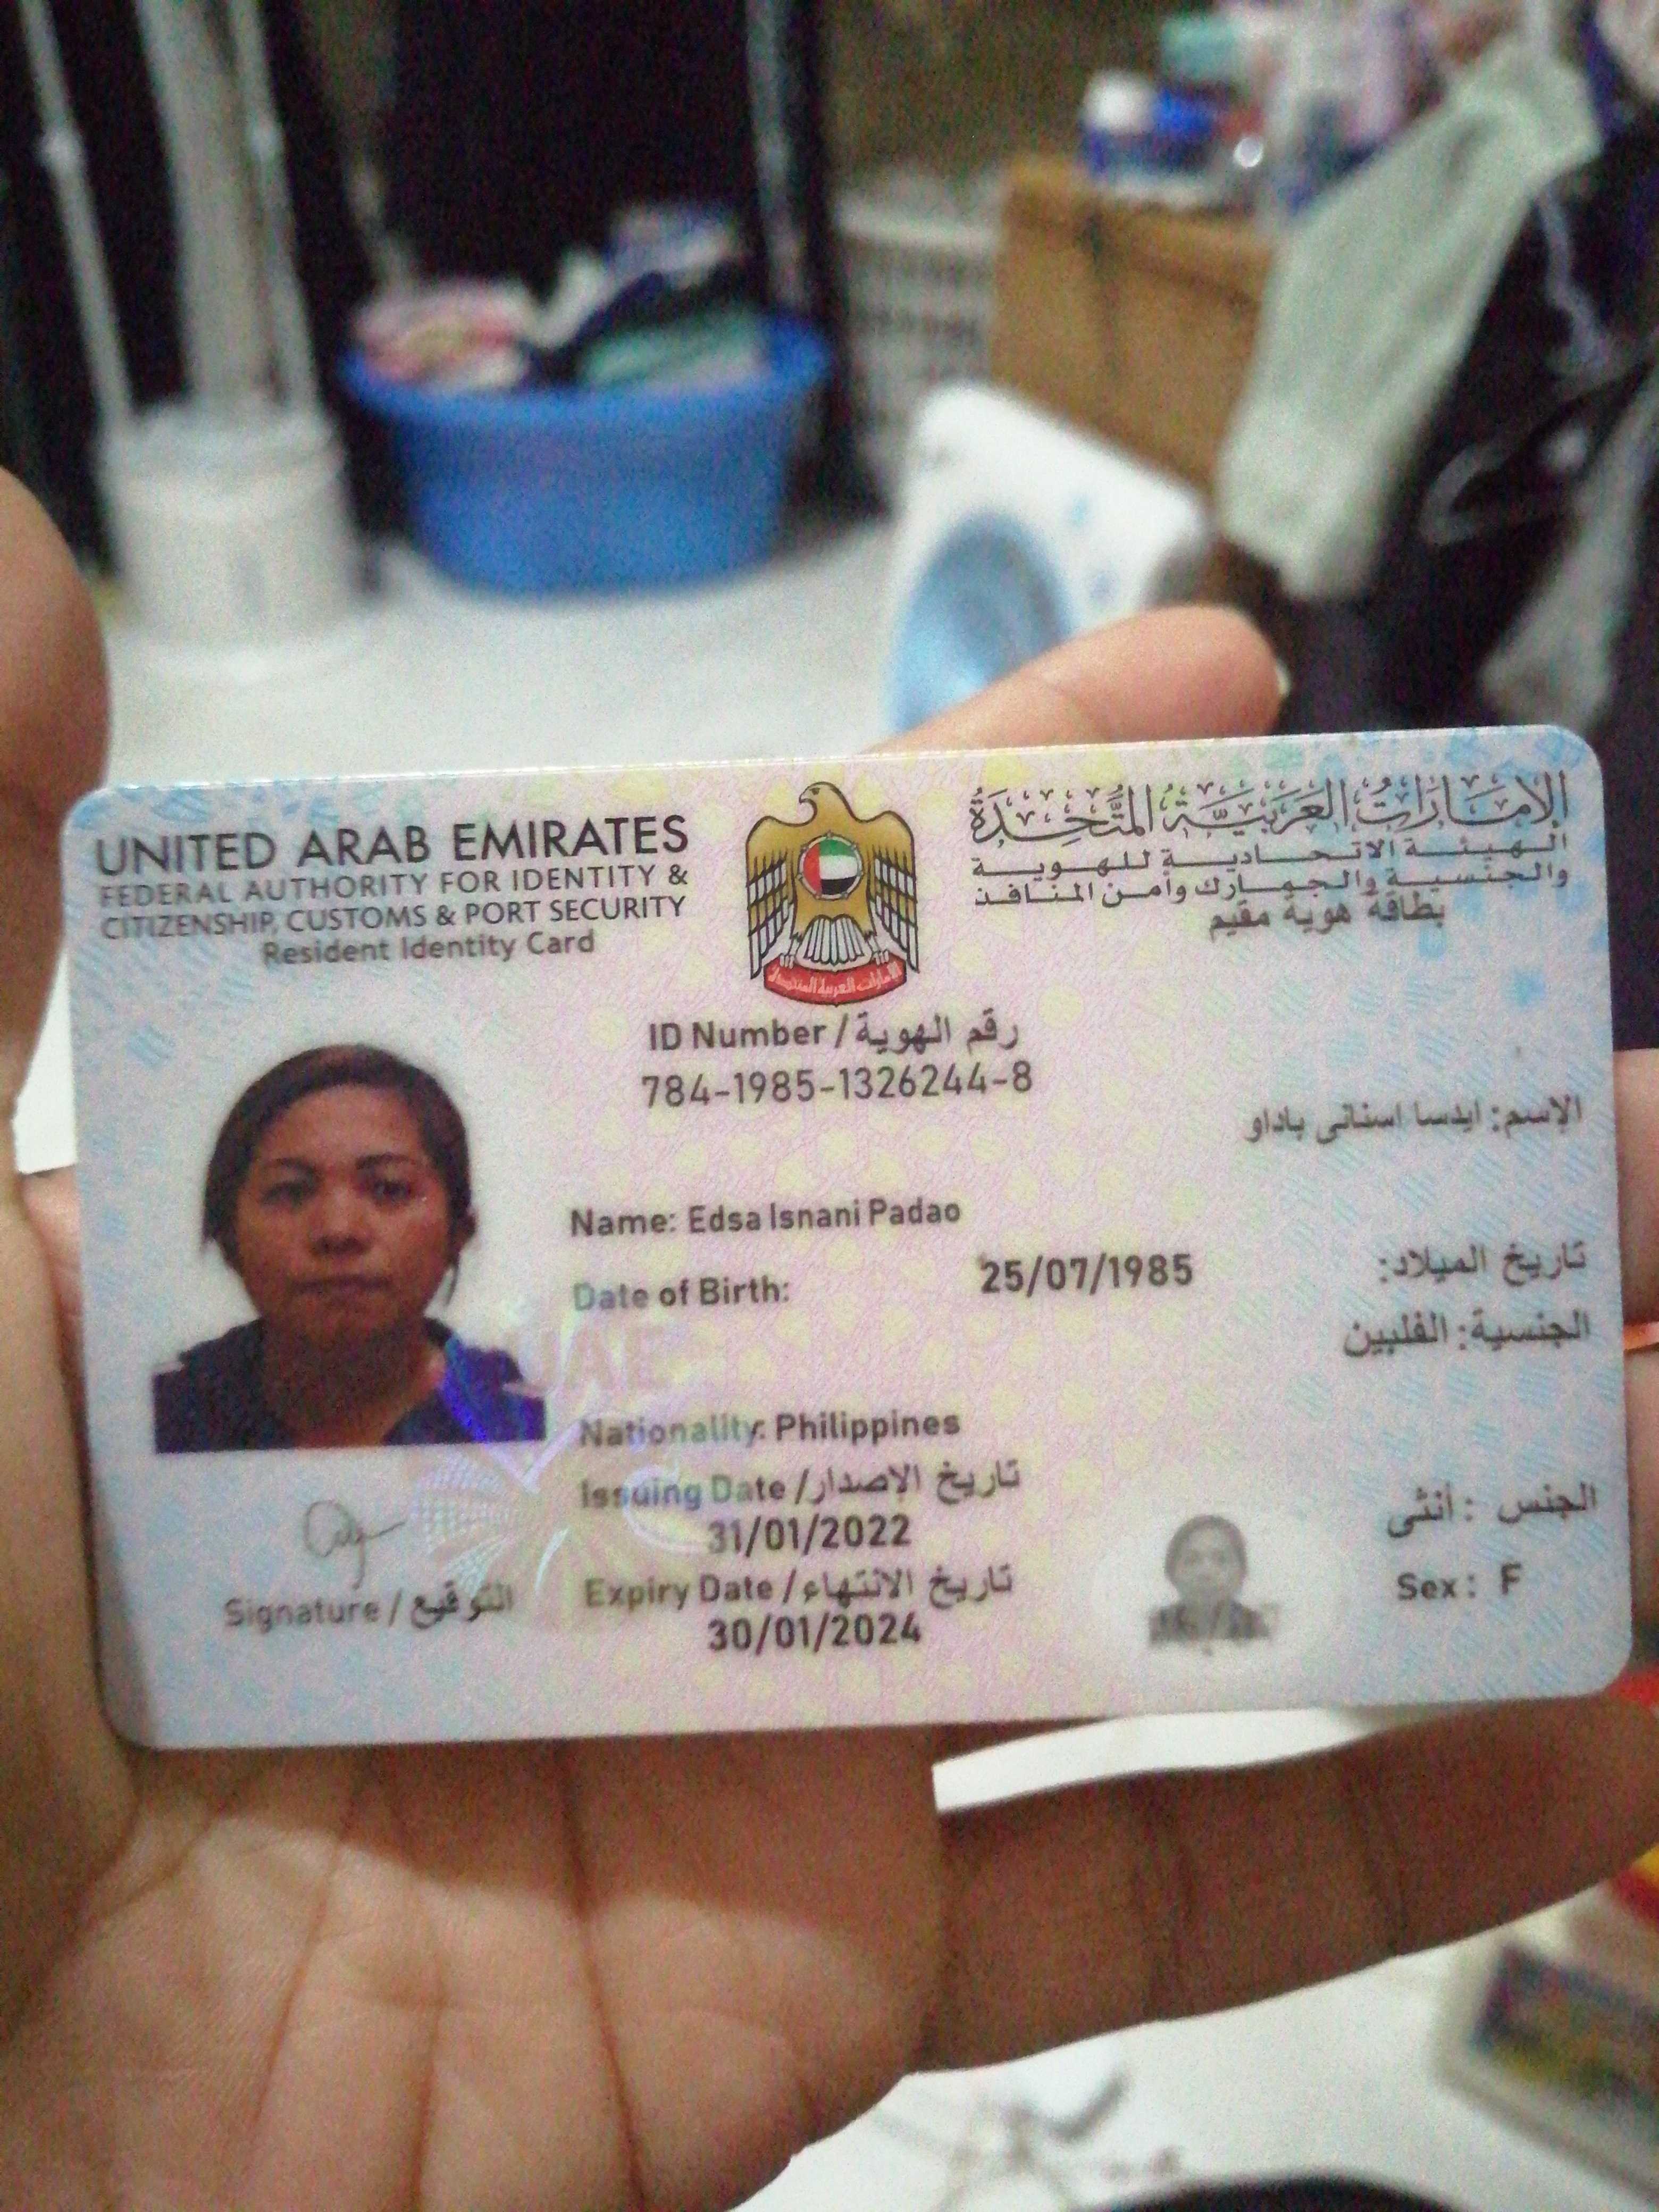 UNITED ARAB EMIRATES
FEDERAL AUTHORITY FOR IDENTITY &
CITIZENSHIP, CUSTOMS & PORT SECURITY
Resident Identity Card
الإمارات العربية المتحدة
الهيئة الاتحادية للهوية
والجنسية والجمارك وأمن المنافذ
بطاقة هوية مقيم
الإمارات العربية المتحدة
ID Number / رقم الهوية
784-1985-1326244-8
الإسم: ايدسا اسنانى باداو
Name: Edsa Isnani Padao
Date of Birth: 25/07/1985 تاريخ الميلاد:
الجنسية: الفلبين
UAE
Nationality: Philippines
Issuing Date / تاريخ الإصدار
31/01/2022
الجنس : أنثى
Expiry Date / تاريخ الانتهاء
30/01/2024
Sex: F
Signature / التوقيع